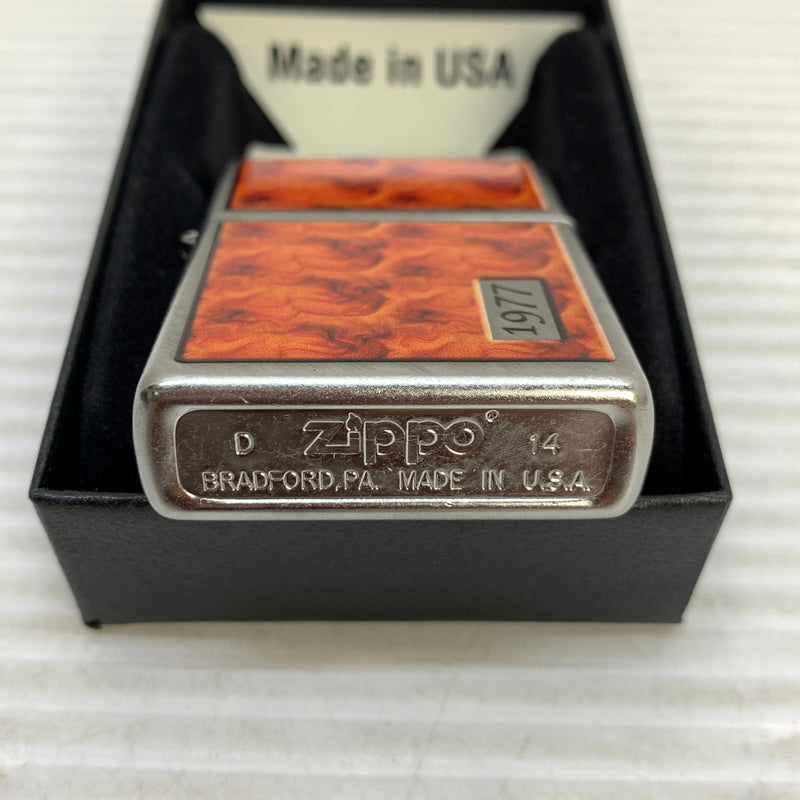 Made in USA
1977
D zippo® 14
BRADFORD,PA. MADE IN U.S.A.